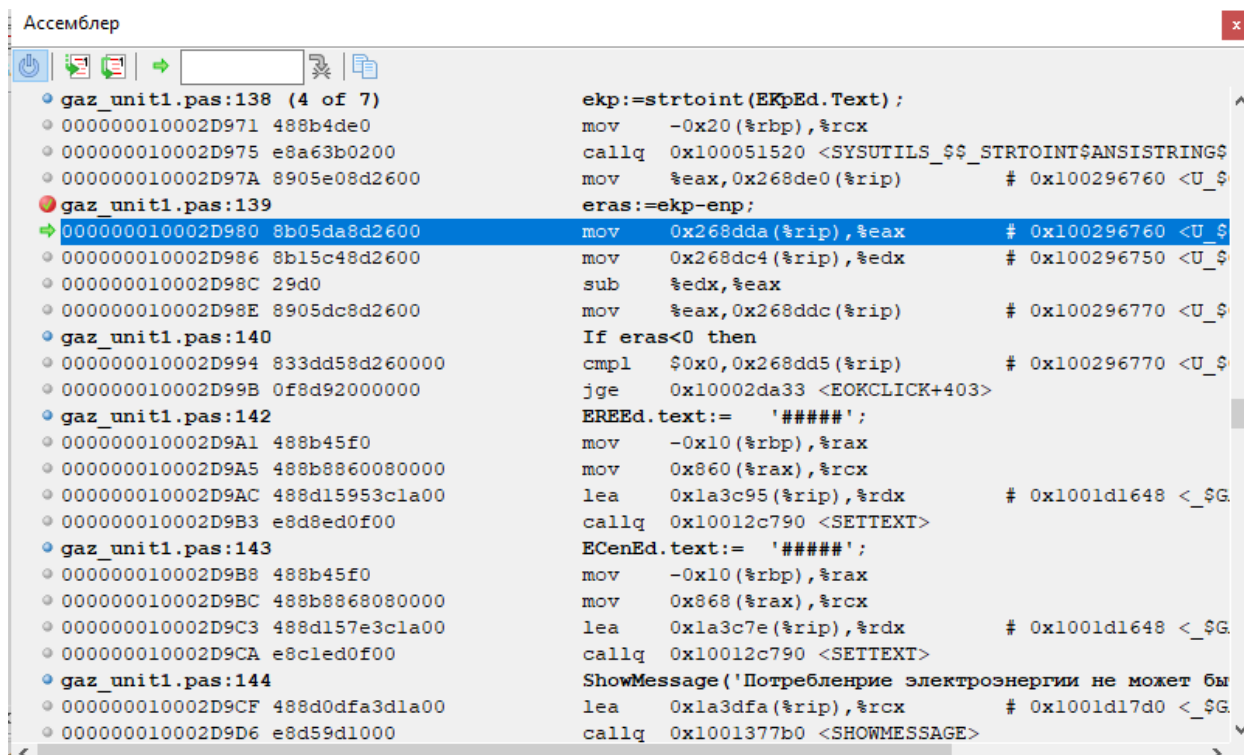 Ассемблер
gaz_unit1.pas:138 (4 of 7) ekp:=strtoint(EKpEd.Text);
000000010002D971 488b4de0 mov -0x20(%rbp),%rcx
000000010002D975 e8a63b0200 callq 0x100051520 <SYSUTILS_$$_STRTOINT$ANSISTRING$
000000010002D97A 8905e08d2600 mov %eax,0x268de0(%rip) # 0x100296760 <U_$
gaz_unit1.pas:139 eras:=ekp-enp;
000000010002D980 8b05da8d2600 mov 0x268dda(%rip),%eax # 0x100296760 <U_$
000000010002D986 8b15c48d2600 mov 0x268dc4(%rip),%edx # 0x100296750 <U_$
000000010002D98C 29d0 sub %edx,%eax
000000010002D98E 8905dc8d2600 mov %eax,0x268ddc(%rip) # 0x100296770 <U_$
gaz_unit1.pas:140 If eras<0 then
000000010002D994 833dd58d260000 cmpl $0x0,0x268dd5(%rip) # 0x100296770 <U_$
000000010002D99B 0f8d92000000 jge 0x10002da33 <EOKCLICK+403>
gaz_unit1.pas:142 EREEd.text:= '#####';
000000010002D9A1 488b45f0 mov -0x10(%rbp),%rax
000000010002D9A5 488b8860080000 mov 0x860(%rax),%rcx
000000010002D9AC 488d15953c1a00 lea 0x1a3c95(%rip),%rdx # 0x1001d1648 <_$G
000000010002D9B3 e8d8ed0f00 callq 0x10012c790 <SETTEXT>
gaz_unit1.pas:143 ECenEd.text:= '#####';
000000010002D9B8 488b45f0 mov -0x10(%rbp),%rax
000000010002D9BC 488b8868080000 mov 0x868(%rax),%rcx
000000010002D9C3 488d157e3c1a00 lea 0x1a3c7e(%rip),%rdx # 0x1001d1648 <_$G
000000010002D9CA e8c1ed0f00 callq 0x10012c790 <SETTEXT>
gaz_unit1.pas:144 ShowMessage('Потребленрие электроэнергии не может бы
000000010002D9CF 488d0dfa3d1a00 lea 0x1a3dfa(%rip),%rcx # 0x1001d17d0 <_$G
000000010002D9D6 e8d59d1000 callq 0x1001377b0 <SHOWMESSAGE>